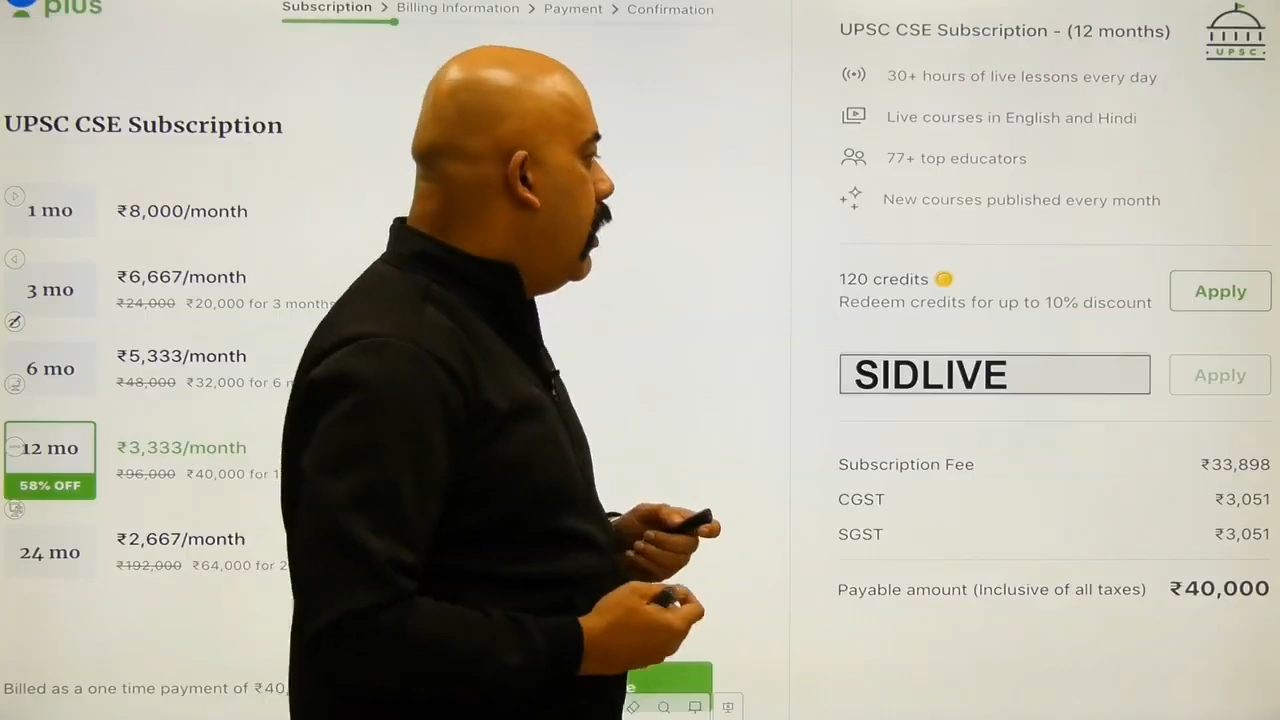 plus
Subscription > Billing Information > Payment > Confirmation
UPSC CSE Subscription
1 mo ₹8,000/month
3 mo ₹6,667/month
₹24,000 ₹20,000 for 3 months
6 mo ₹5,333/month
₹48,000 ₹32,000 for 6
12 mo ₹3,333/month
58% OFF ₹96,000 ₹40,000 for
24 mo ₹2,667/month
₹192,000 ₹64,000 for
Billed as a one time payment of
UPSC CSE Subscription - (12 months)
UPSC
30+ hours of live lessons every day
Live courses in English and Hindi
77+ top educators
New courses published every month
120 credits
Redeem credits for up to 10% discount
Apply
SIDLIVE Apply
Subscription Fee ₹33,898
CGST ₹3,051
SGST ₹3,051
Payable amount (Inclusive of all taxes) ₹40,000